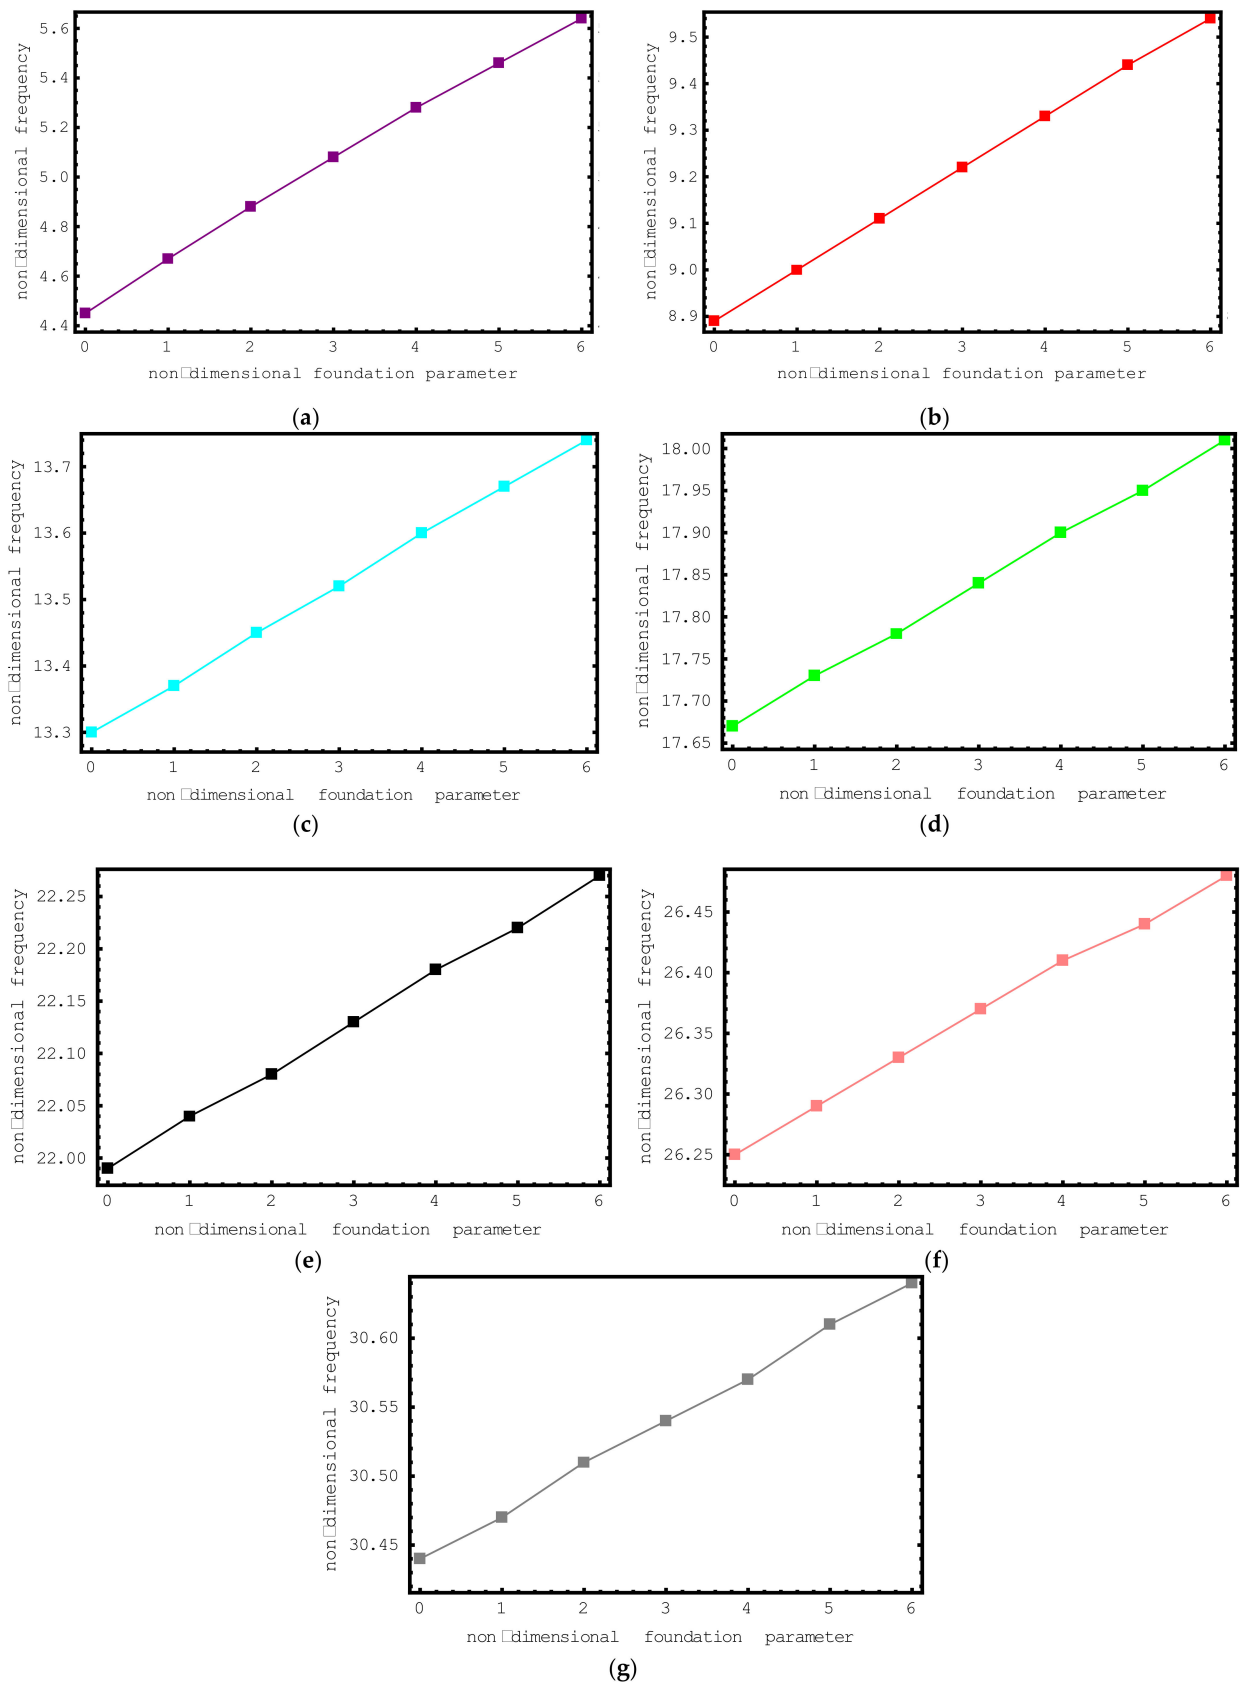 5.6
5.4
5.2
5.0
4.8
4.6
4.4
non□dimensional frequency
0 1 2 3 4 5 6
non□dimensional foundation parameter
(a)
9.5
9.4
9.3
9.2
9.1
9.0
8.9
non□dimensional frequency
0 1 2 3 4 5 6
non□dimensional foundation parameter
(b)
13.7
13.6
13.5
13.4
13.3
non□dimensional frequency
0 1 2 3 4 5 6
non□dimensional foundation parameter
(c)
18.00
17.95
17.90
17.85
17.80
17.75
17.70
17.65
non□dimensional frequency
0 1 2 3 4 5 6
non□dimensional foundation parameter
(d)
22.25
22.20
22.15
22.10
22.05
22.00
non□dimensional frequency
0 1 2 3 4 5 6
non□dimensional foundation parameter
(e)
26.45
26.40
26.35
26.30
26.25
non□dimensional frequency
0 1 2 3 4 5 6
non□dimensional foundation parameter
(f)
30.60
30.55
30.50
30.45
non□dimensional frequency
0 1 2 3 4 5 6
non□dimensional foundation parameter
(g)